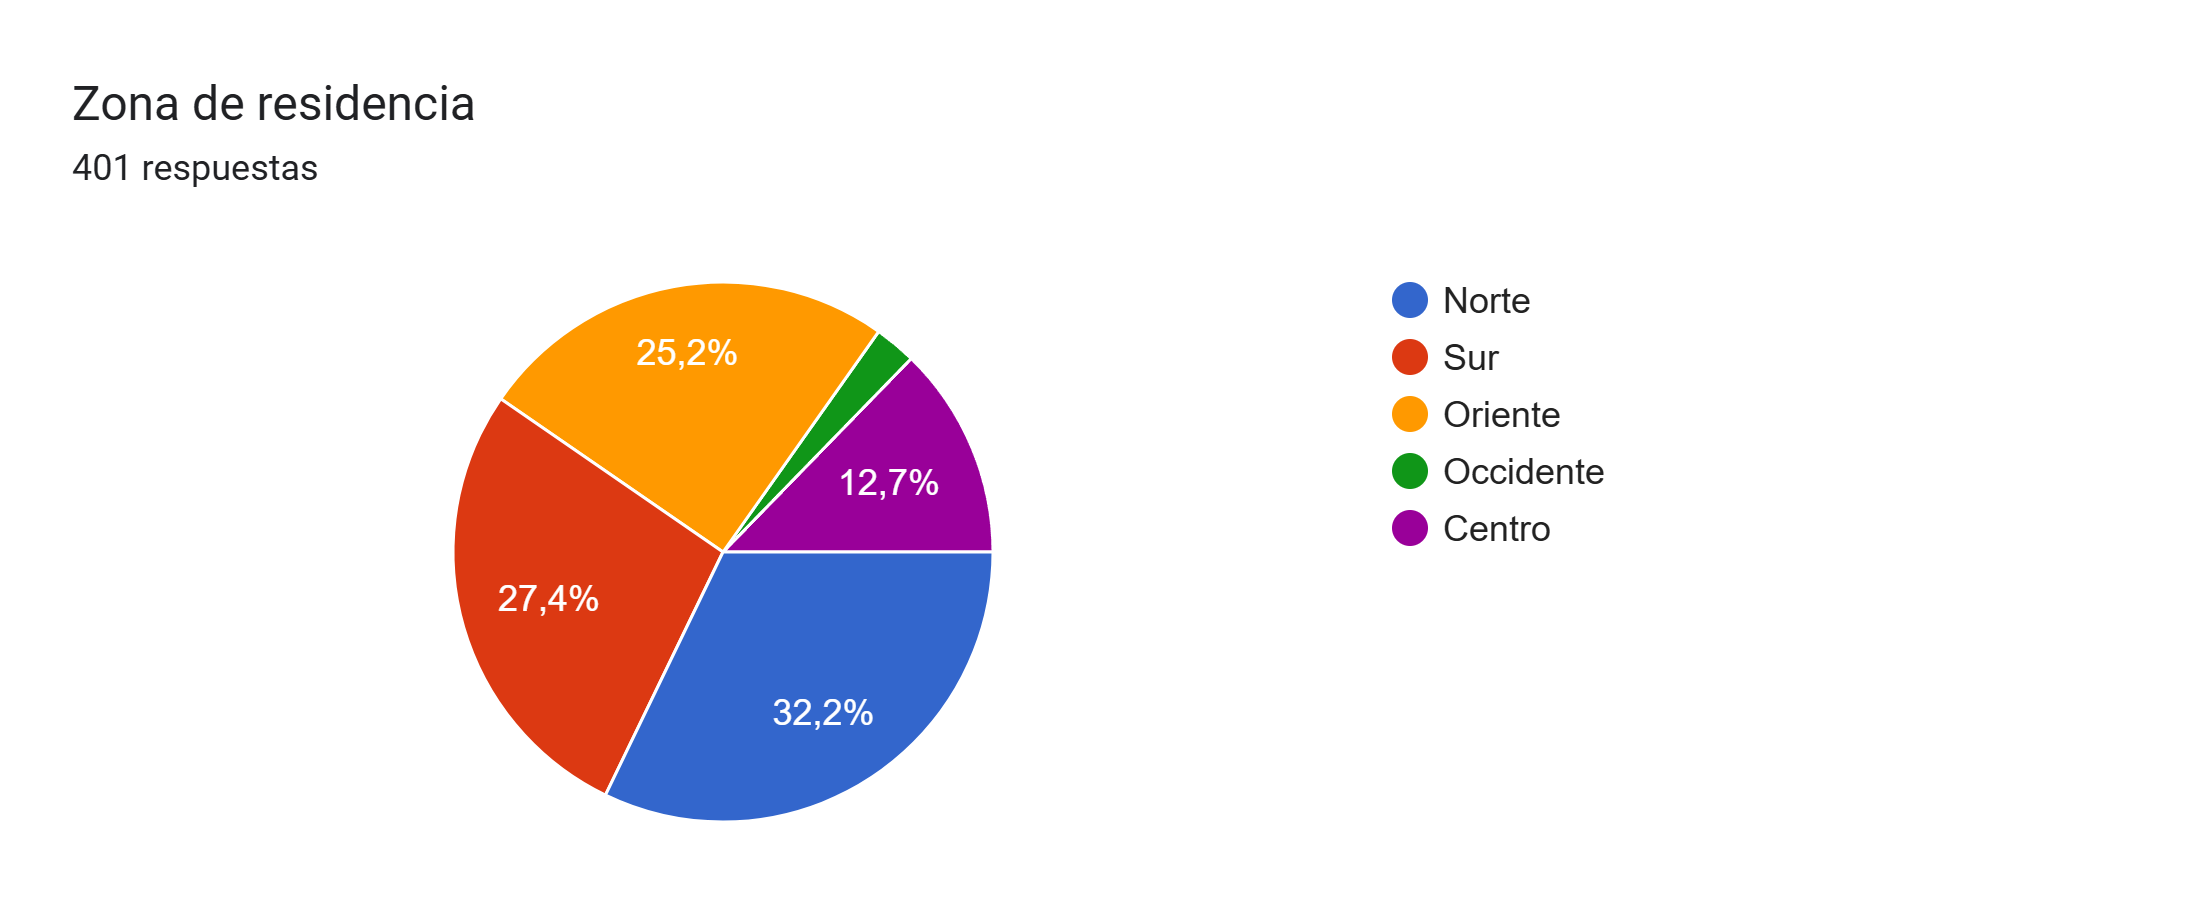 Zona de residencia
401 respuestas
25,2%
12,7%
27,4%
32,2%
Norte
Sur
Oriente
Occidente
Centro